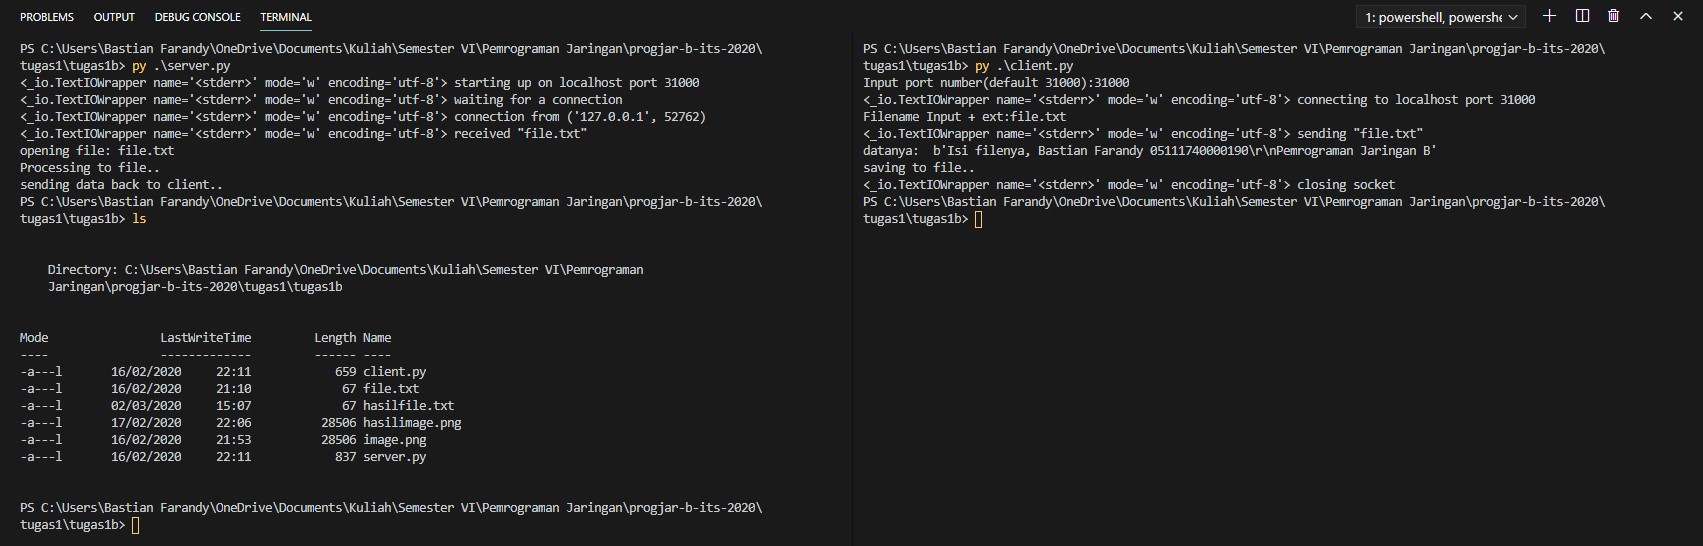 PROBLEMS OUTPUT DEBUG CONSOLE TERMINAL
1: powershell, powershe
PS C:\Users\Bastian Farandy\OneDrive\Documents\Kuliah\Semester VI\Pemrograman Jaringan\progjar-b-its-2020\
tugas1\tugas1b> py .\server.py
<_io.TextIOWrapper name='<stderr>' mode='w' encoding='utf-8'> starting up on localhost port 31000
<_io.TextIOWrapper name='<stderr>' mode='w' encoding='utf-8'> waiting for a connection
<_io.TextIOWrapper name='<stderr>' mode='w' encoding='utf-8'> connection from ('127.0.0.1', 52762)
<_io.TextIOWrapper name='<stderr>' mode='w' encoding='utf-8'> received "file.txt"
opening file: file.txt
Processing to file..
sending data back to client..
PS C:\Users\Bastian Farandy\OneDrive\Documents\Kuliah\Semester VI\Pemrograman Jaringan\progjar-b-its-2020\
tugas1\tugas1b> ls
Directory: C:\Users\Bastian Farandy\OneDrive\Documents\Kuliah\Semester VI\Pemrograman
Jaringan\progjar-b-its-2020\tugas1\tugas1b
Mode LastWriteTime Length Name
---- ------------- ------ ----
-a---l 16/02/2020 22:11 659 client.py
-a---l 16/02/2020 21:10 67 file.txt
-a---l 02/03/2020 15:07 67 hasilfile.txt
-a---l 17/02/2020 22:06 28506 hasilimage.png
-a---l 16/02/2020 21:53 28506 image.png
-a---l 16/02/2020 22:11 837 server.py
PS C:\Users\Bastian Farandy\OneDrive\Documents\Kuliah\Semester VI\Pemrograman Jaringan\progjar-b-its-2020\
tugas1\tugas1b>
PS C:\Users\Bastian Farandy\OneDrive\Documents\Kuliah\Semester VI\Pemrograman Jaringan\progjar-b-its-2020\
tugas1\tugas1b> py .\client.py
Input port number(default 31000):31000
<_io.TextIOWrapper name='<stderr>' mode='w' encoding='utf-8'> connecting to localhost port 31000
Filename Input + ext:file.txt
<_io.TextIOWrapper name='<stderr>' mode='w' encoding='utf-8'> sending "file.txt"
datanya:  b'Isi filenya, Bastian Farandy 05111740000190\r\nPemrograman Jaringan B'
saving to file..
<_io.TextIOWrapper name='<stderr>' mode='w' encoding='utf-8'> closing socket
PS C:\Users\Bastian Farandy\OneDrive\Documents\Kuliah\Semester VI\Pemrograman Jaringan\progjar-b-its-2020\
tugas1\tugas1b>